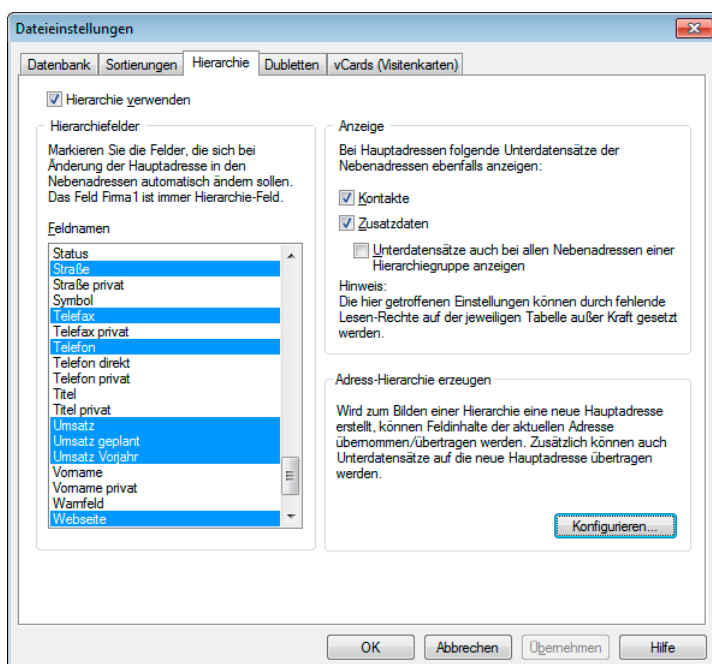 Dateieinstellungen
Datenbank
Sortierungen
Hierarchie
Dubletten
vCards (Visitenkarten)
Hierarchie verwenden
Hierarchiefelder
Markieren Sie die Felder, die sich bei
Änderung der Hauptadresse in den
Nebenadressen automatisch ändern sollen.
Das Feld Firma1 ist immer Hierarchie-Feld.
Feldnamen
Status
Straße
Straße privat
Symbol
Telefax
Telefax privat
Telefon
Telefon direkt
Telefon privat
Titel
Titel privat
Umsatz
Umsatz geplant
Umsatz Vorjahr
Vorname
Vorname privat
Warnfeld
Webseite
Anzeige
Bei Hauptadressen folgende Unterdatensätze der
Nebenadressen ebenfalls anzeigen:
Kontakte
Zusatzdaten
Unterdatensätze auch bei allen Nebenadressen einer
Hierarchiegruppe anzeigen
Hinweis:
Die hier getroffenen Einstellungen können durch fehlende
Lesen-Rechte auf der jeweiligen Tabelle außer Kraft gesetzt
werden.
Adress-Hierarchie erzeugen
Wird zum Bilden einer Hierarchie eine neue Hauptadresse
erstellt, können Feldinhalte der aktuellen Adresse
übernommen/übertragen werden. Zusätzlich können auch
Unterdatensätze auf die neue Hauptadresse übertragen
werden.
Konfigurieren...
OK
Abbrechen
Übernehmen
Hilfe